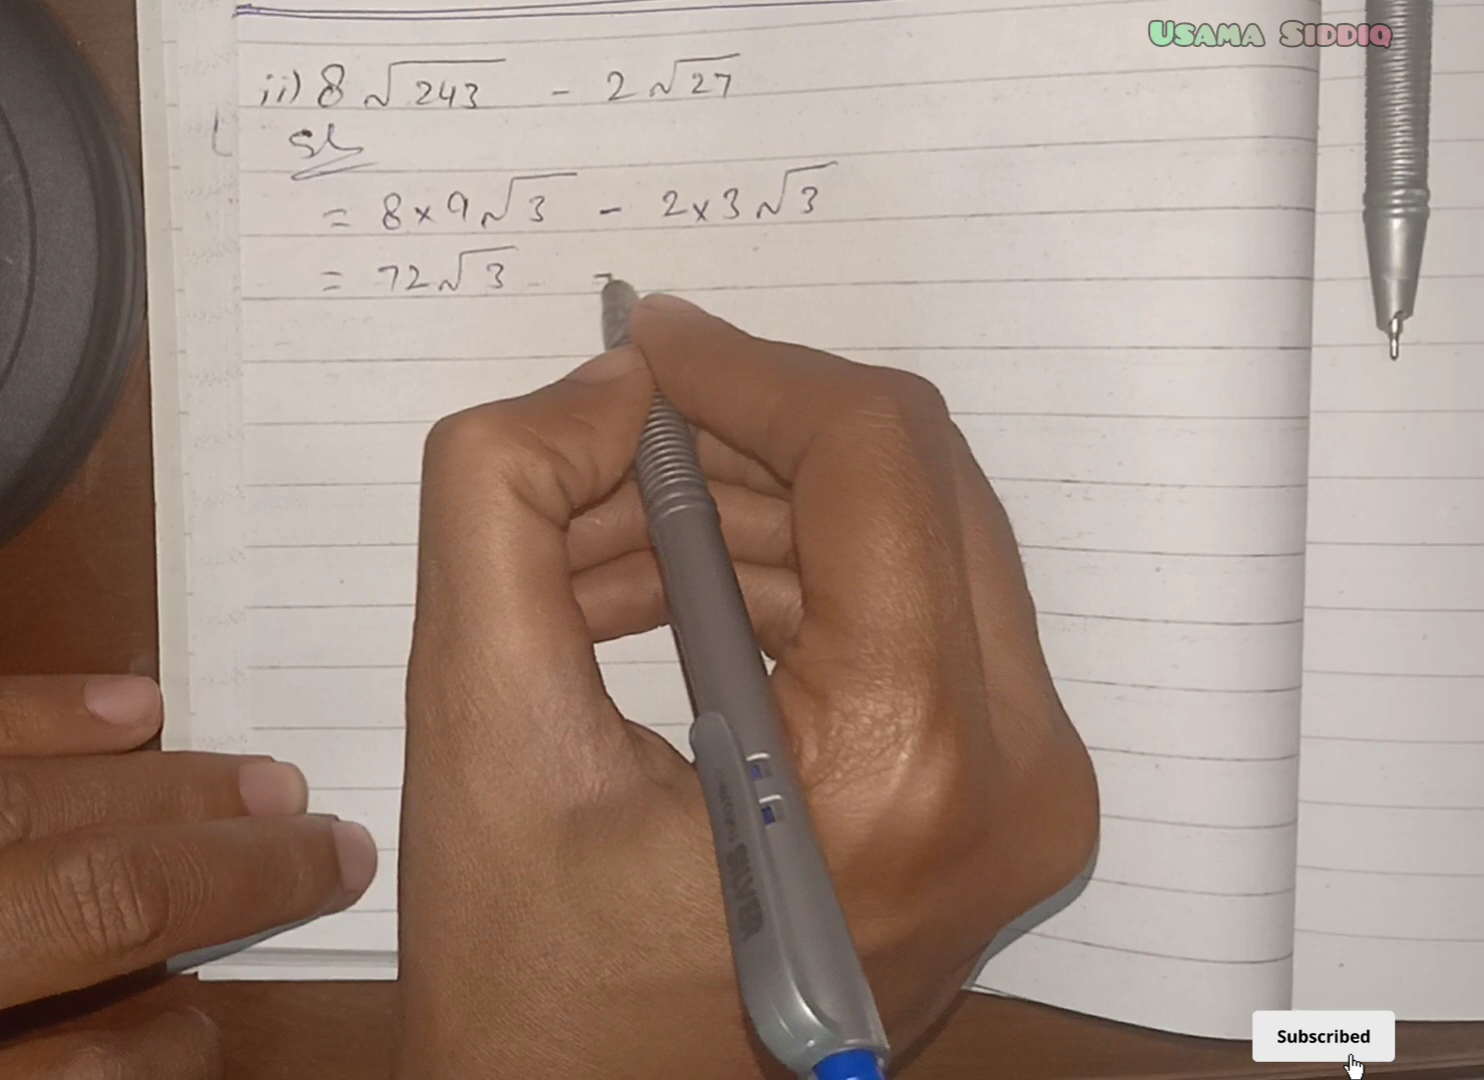 USAMA SIDDIQ
ii) 8 √243 - 2 √27
Sol
= 8 × 9 √3 - 2 × 3 √3
= 72 √3 -
Subscribed